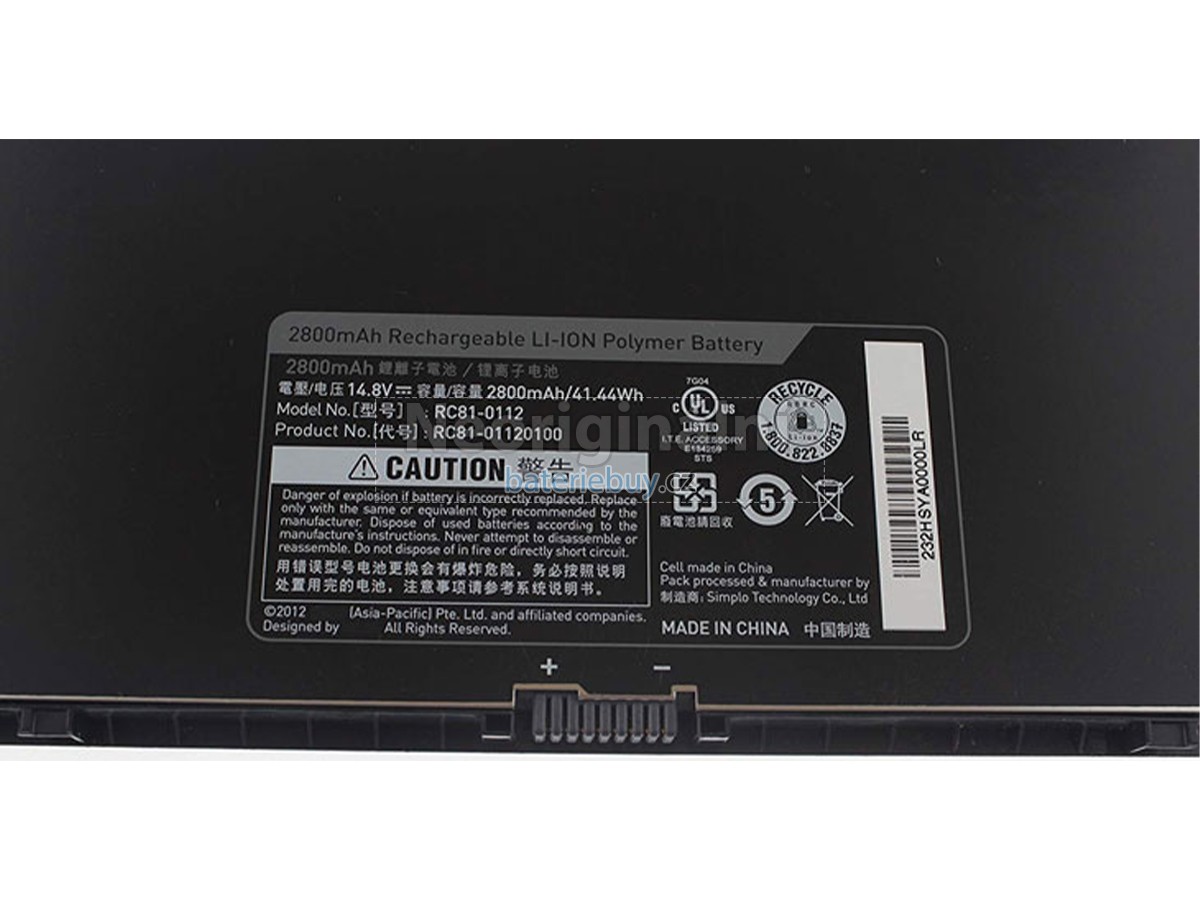 2800mAh Rechargeable LI-ION Polymer Battery
2800mAh 鋰離子電池 / 锂离子电池
電壓/电压 14.8V⎓ 容量/容量 2800mAh/41.44Wh
Model No.[型号] : RC81-0112
Product No.[代号] : RC81-01120100
⚠ CAUTION 警告
Danger of explosion if battery is incorrectly replaced. Replace
only with the same or equivalent type recommended by the
manufacturer. Dispose of used batteries according to the
manufacture's instructions. Never attempt to disassemble or
reassemble. Do not dispose of in fire or directly short circuit.
用错误型号电池更换会有爆炸危险，务必按照说明
处置用完的电池，注意事项请参考系统说明书。
©2012 (Asia-Pacific) Pte. Ltd. and affiliated companies.
Designed by All Rights Reserved.
7G04
C UL US
LISTED
I.T.E. ACCESSORY
E184269
STS
RECYCLE
RBRC
Li-Ion
1.800.822.8837
廢電池請回收
5
Cell made in China
Pack processed & manufacturer by
制造商: Simplo Technology Co., Ltd
MADE IN CHINA 中国制造
232HSYA0000LR
+ −
bateriebuy.cz